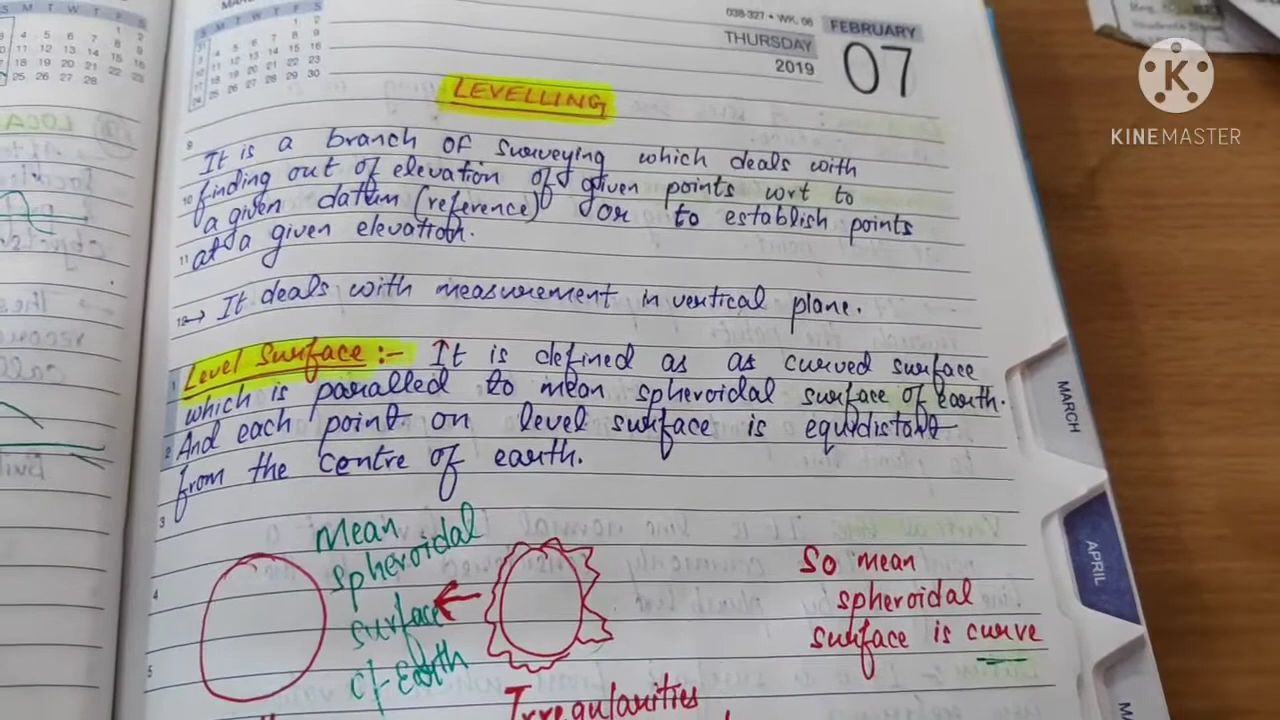 038-327 • WK. 06
FEBRUARY
THURSDAY
07
2019
LEVELLING
It is a branch of surveying which deals with
finding out of elevation of given points wrt to
a given datum (reference) or to establish points
at a given elevation.
→ It deals with measurement in vertical plane.
Level Surface :- It is defined as as curved surface
which is paralled to mean spheroidal surface of earth.
And each point on level surface is equidistant
from the centre of earth.
Mean
spheroidal
surface
of Earth
So mean
spheroidal
surface is curve
Irregularities
MARCH
APRIL
K
KINEMASTER